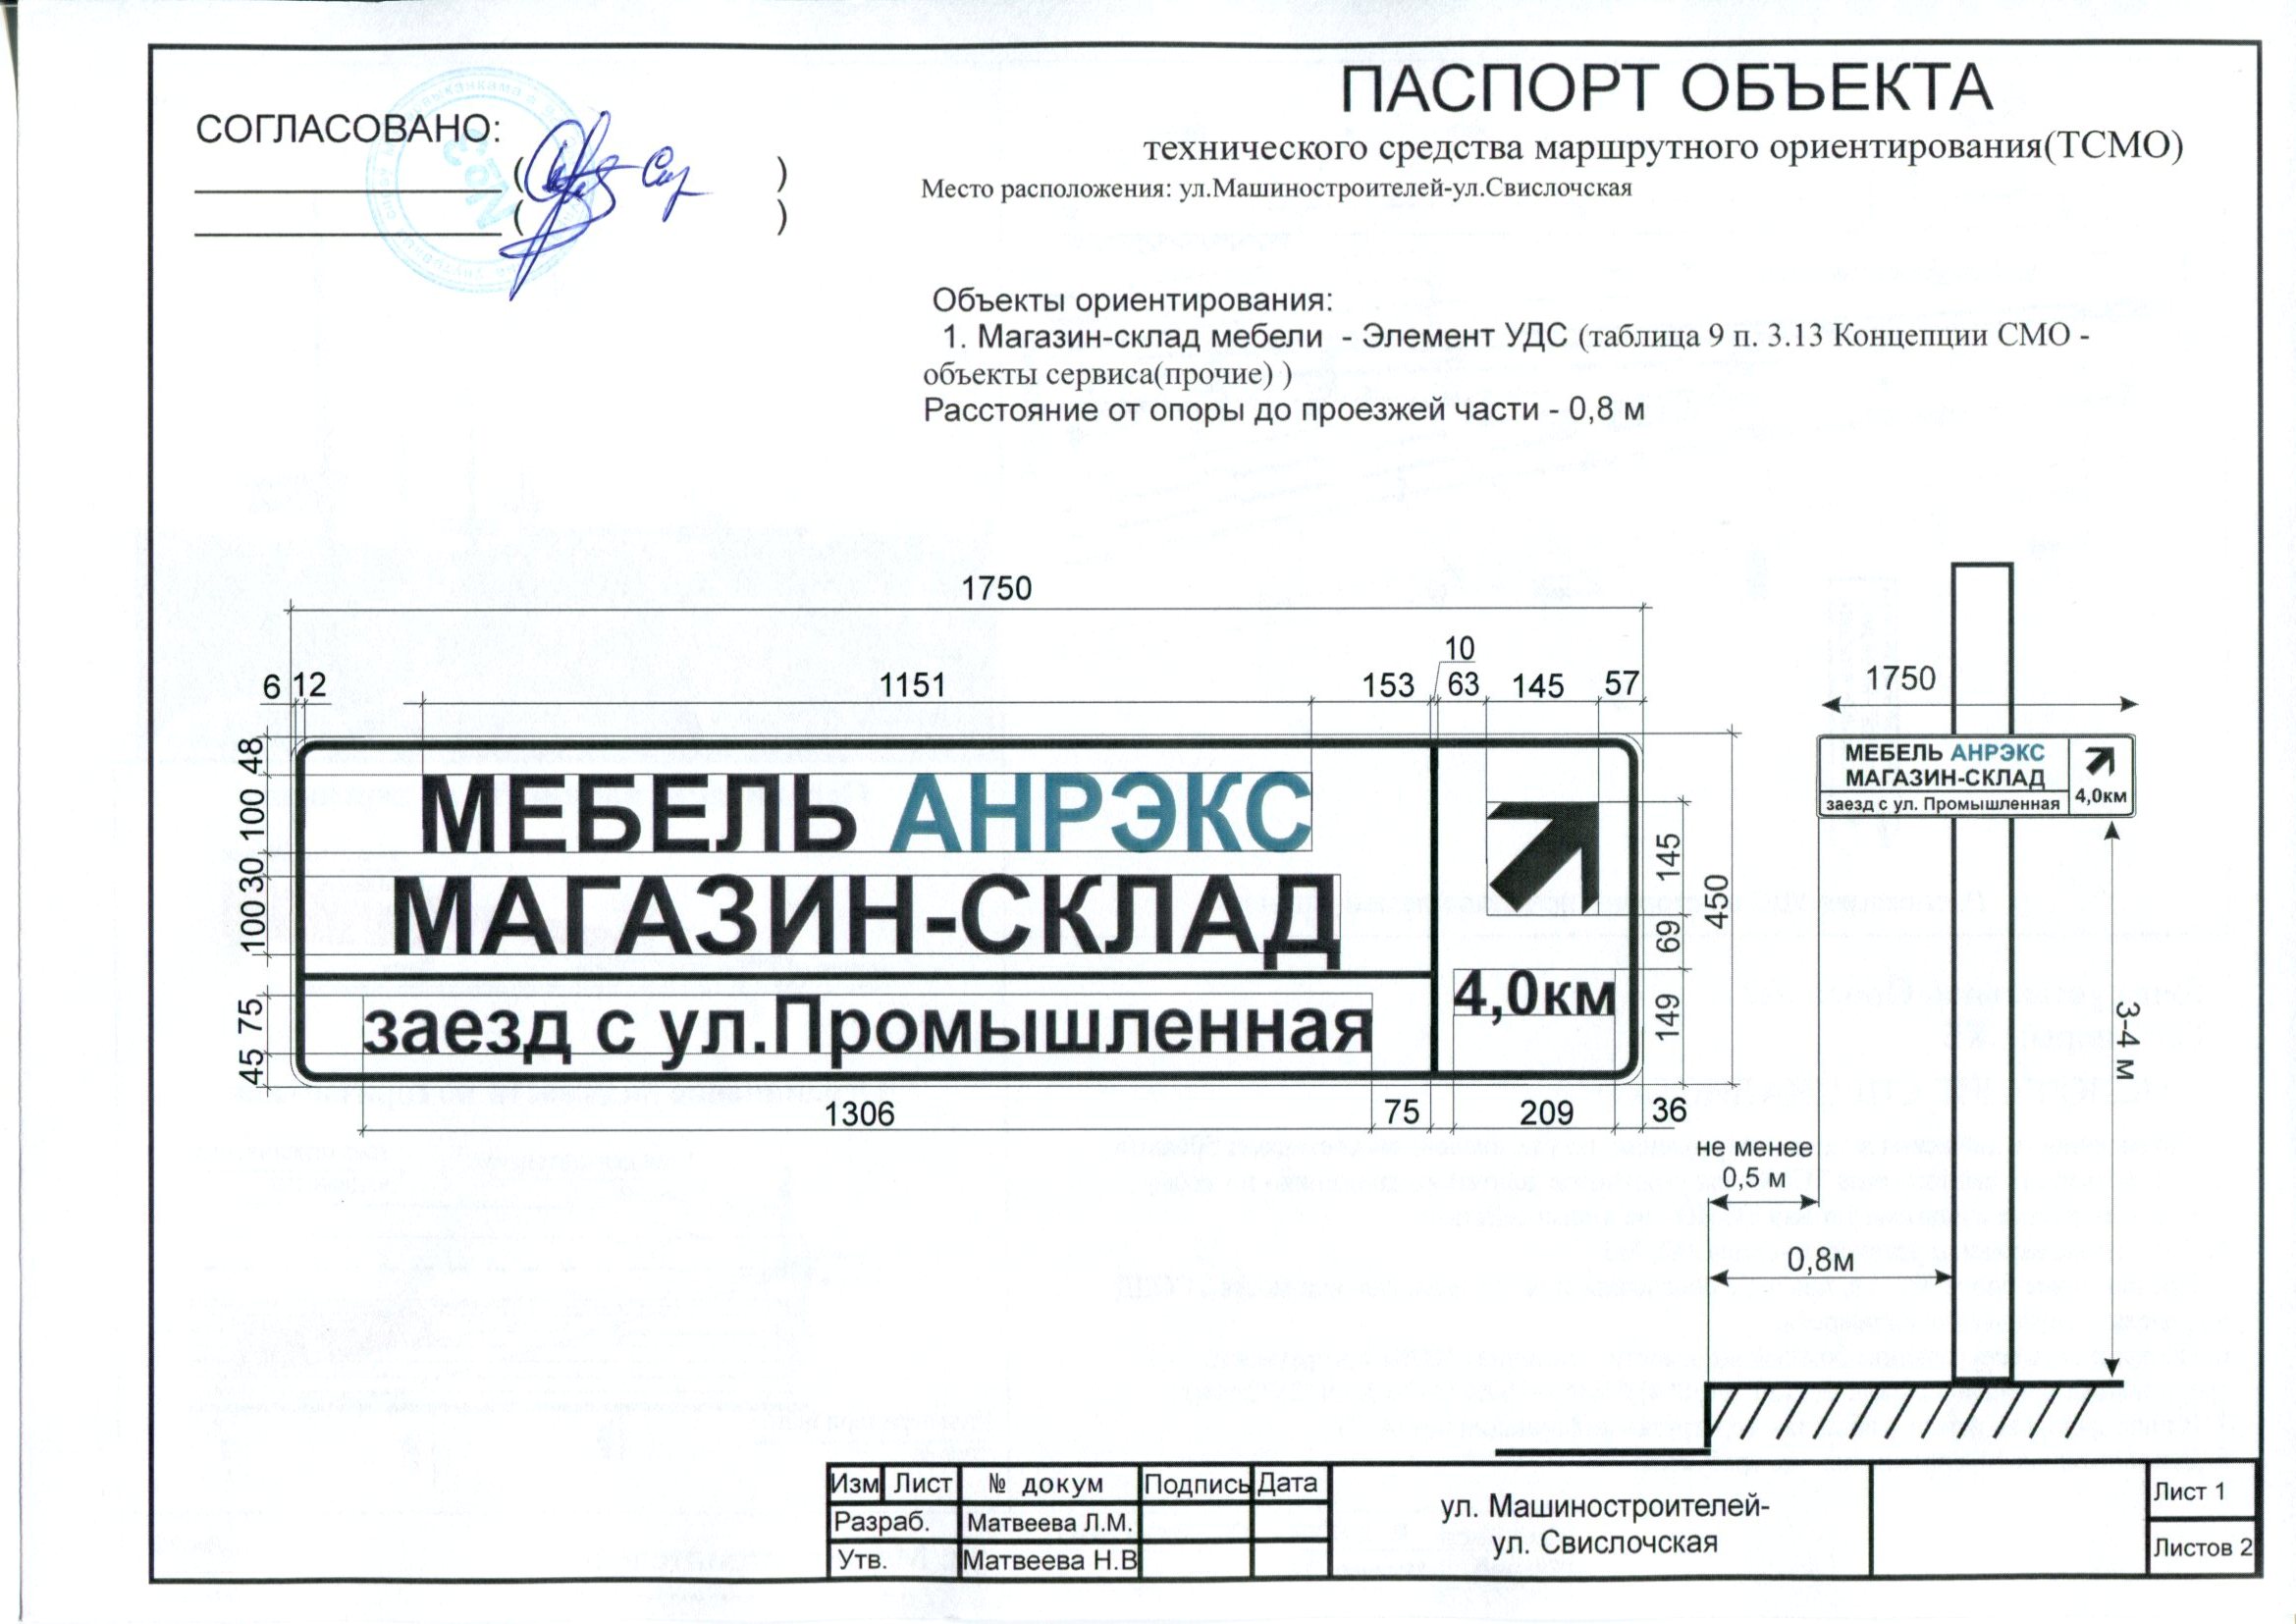 СОГЛАСОВАНО:
( )
( )
№ 5
ПАСПОРТ ОБЪЕКТА
технического средства маршрутного ориентирования(ТСМО)
Место расположения: ул.Машиностроителей-ул.Свислочская
Объекты ориентирования:
1. Магазин-склад мебели - Элемент УДС (таблица 9 п. 3.13 Концепции СМО -
объекты сервиса(прочие) )
Расстояние от опоры до проезжей части - 0,8 м
1750
10
6 12 1151 153 63 145 57
48
100
30
100
75
45
МЕБЕЛЬ АНРЭКС
МАГАЗИН-СКЛАД
заезд с ул.Промышленная
4,0км
145
69
149
450
1306 75 209 36
1750
МЕБЕЛЬ АНРЭКС
МАГАЗИН-СКЛАД
заезд с ул. Промышленная
4,0км
3-4 м
не менее
0,5 м
0,8м
Изм Лист № докум Подпись Дата
Разраб. Матвеева Л.М.
Утв. Матвеева Н.В
ул. Машиностроителей-
ул. Свислочская
Лист 1
Листов 2